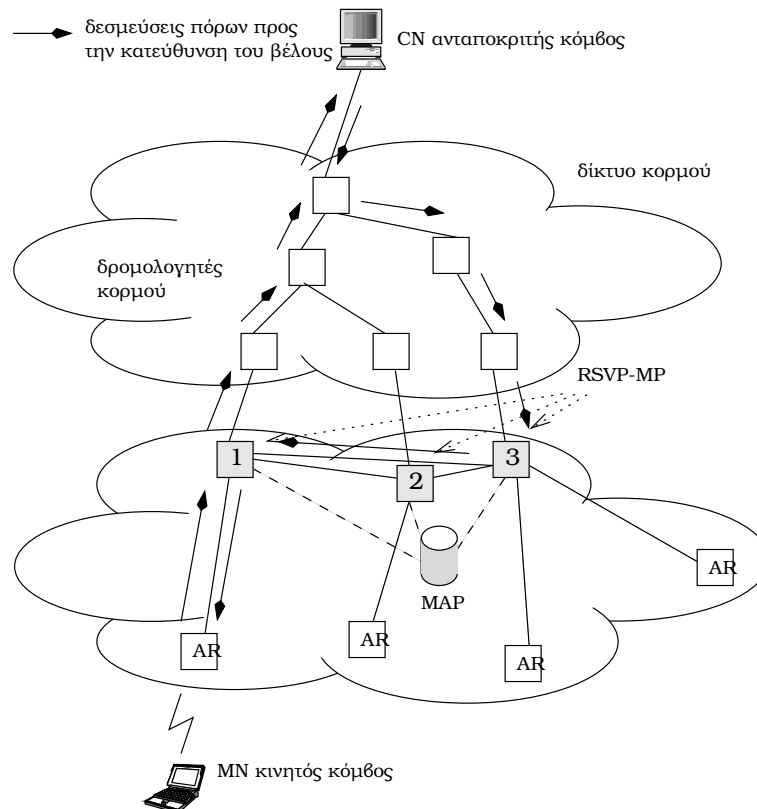 δεσμεύσεις πόρων προς
την κατεύθυνση του βέλους
CN ανταποκριτής κόμβος
δίκτυο κορμού
δρομολογητές
κορμού
RSVP-MP
1
2
3
MAP
AR
AR
AR
AR
MN κινητός κόμβος